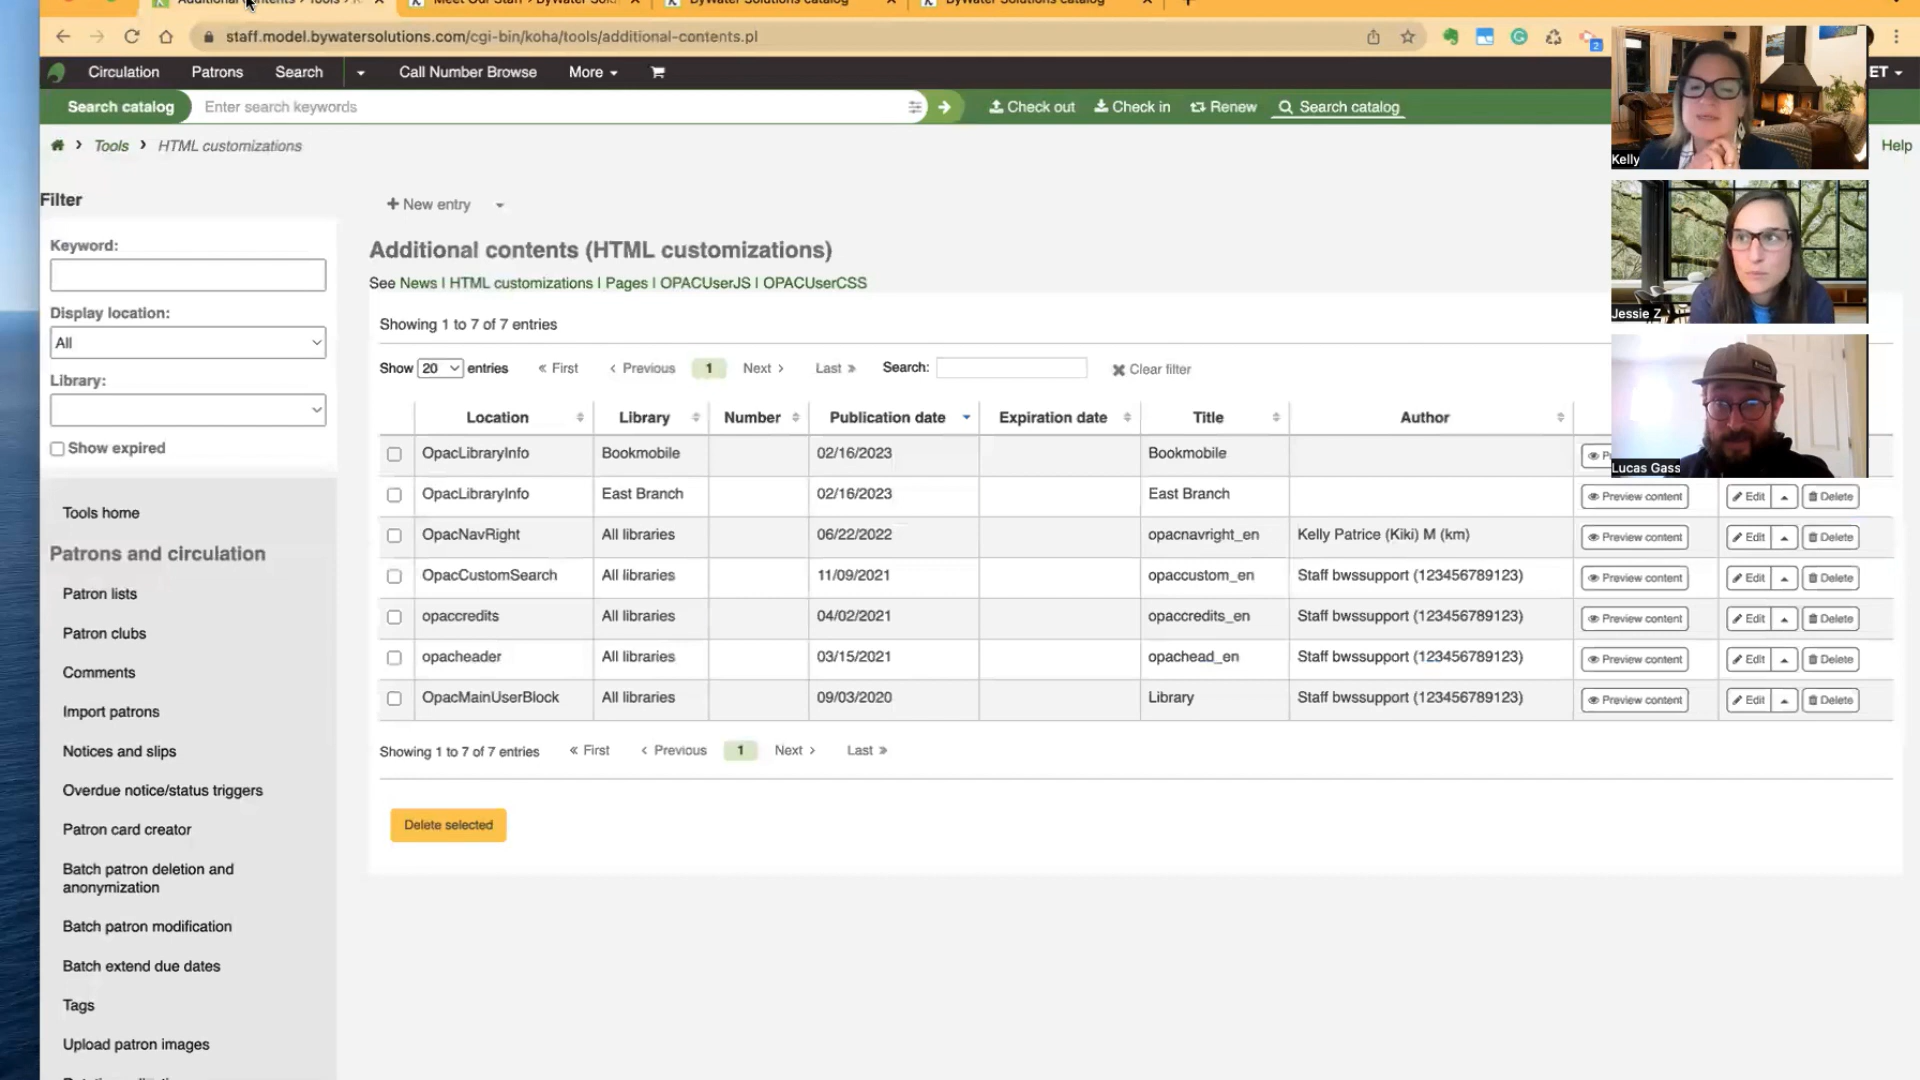 staff.model.bywatersolutions.com/cgi-bin/koha/tools/additional-contents.pl
2
Circulation Patrons Search Call Number Browse More ET
Search catalog Enter search keywords Check out Check in Renew Search catalog
Tools HTML customizations Help
Filter
Keyword:
Display location:
All
Library:
Show expired
Tools home
Patrons and circulation
Patron lists
Patron clubs
Comments
Import patrons
Notices and slips
Overdue notice/status triggers
Patron card creator
Batch patron deletion and
anonymization
Batch patron modification
Batch extend due dates
Tags
Upload patron images
+ New entry
Additional contents (HTML customizations)
See News | HTML customizations | Pages | OPACUserJS | OPACUserCSS
Showing 1 to 7 of 7 entries
Show 20 entries First Previous 1 Next Last Search: Clear filter
Location Library Number Publication date Expiration date Title Author
OpacLibraryInfo Bookmobile 02/16/2023 Bookmobile
OpacLibraryInfo East Branch 02/16/2023 East Branch Preview content Edit Delete
OpacNavRight All libraries 06/22/2022 opacnavright_en Kelly Patrice (Kiki) M (km) Preview content Edit Delete
OpacCustomSearch All libraries 11/09/2021 opaccustom_en Staff bwssupport (123456789123) Preview content Edit Delete
opaccredits All libraries 04/02/2021 opaccredits_en Staff bwssupport (123456789123) Preview content Edit Delete
opacheader All libraries 03/15/2021 opachead_en Staff bwssupport (123456789123) Preview content Edit Delete
OpacMainUserBlock All libraries 09/03/2020 Library Staff bwssupport (123456789123) Preview content Edit Delete
Showing 1 to 7 of 7 entries First Previous 1 Next Last
Delete selected
Kelly
Jessie Z
Lucas Gass